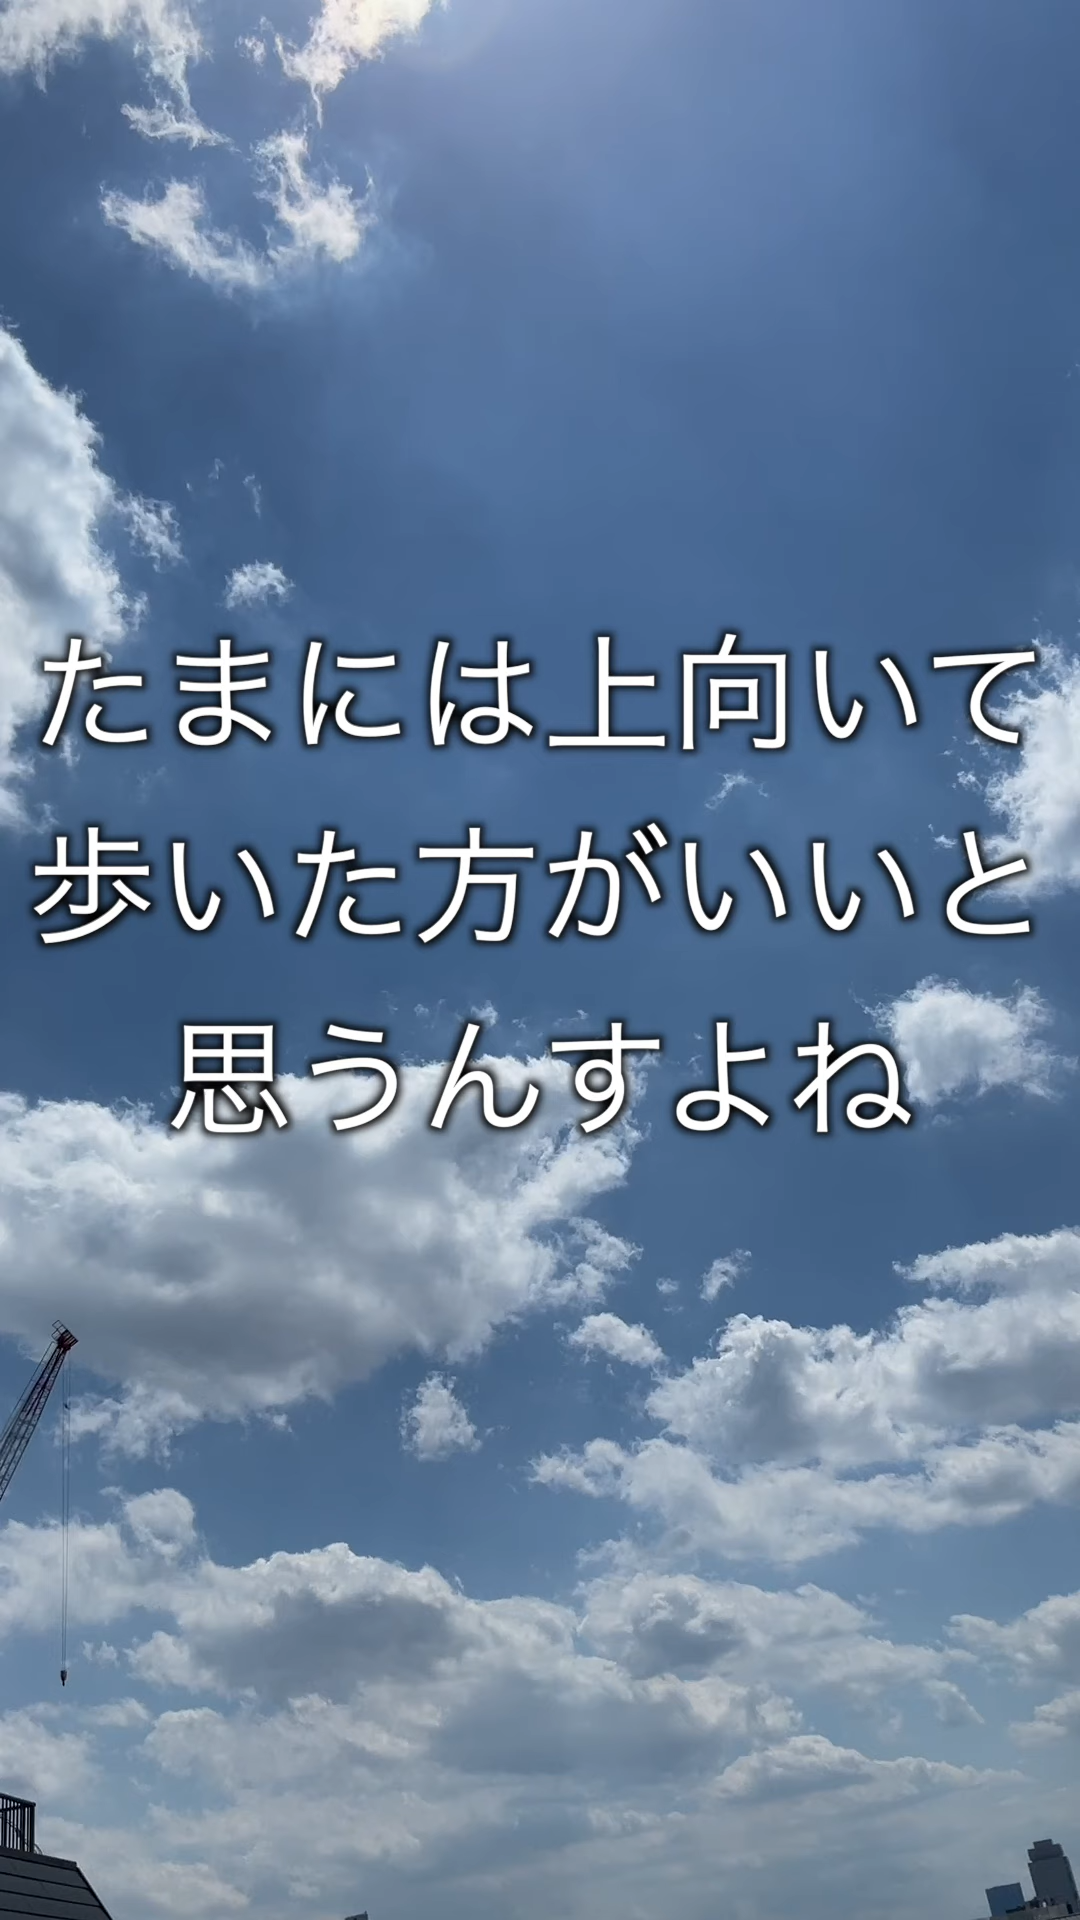 たまには上向いて
歩いた方がいいと
思うんすよね